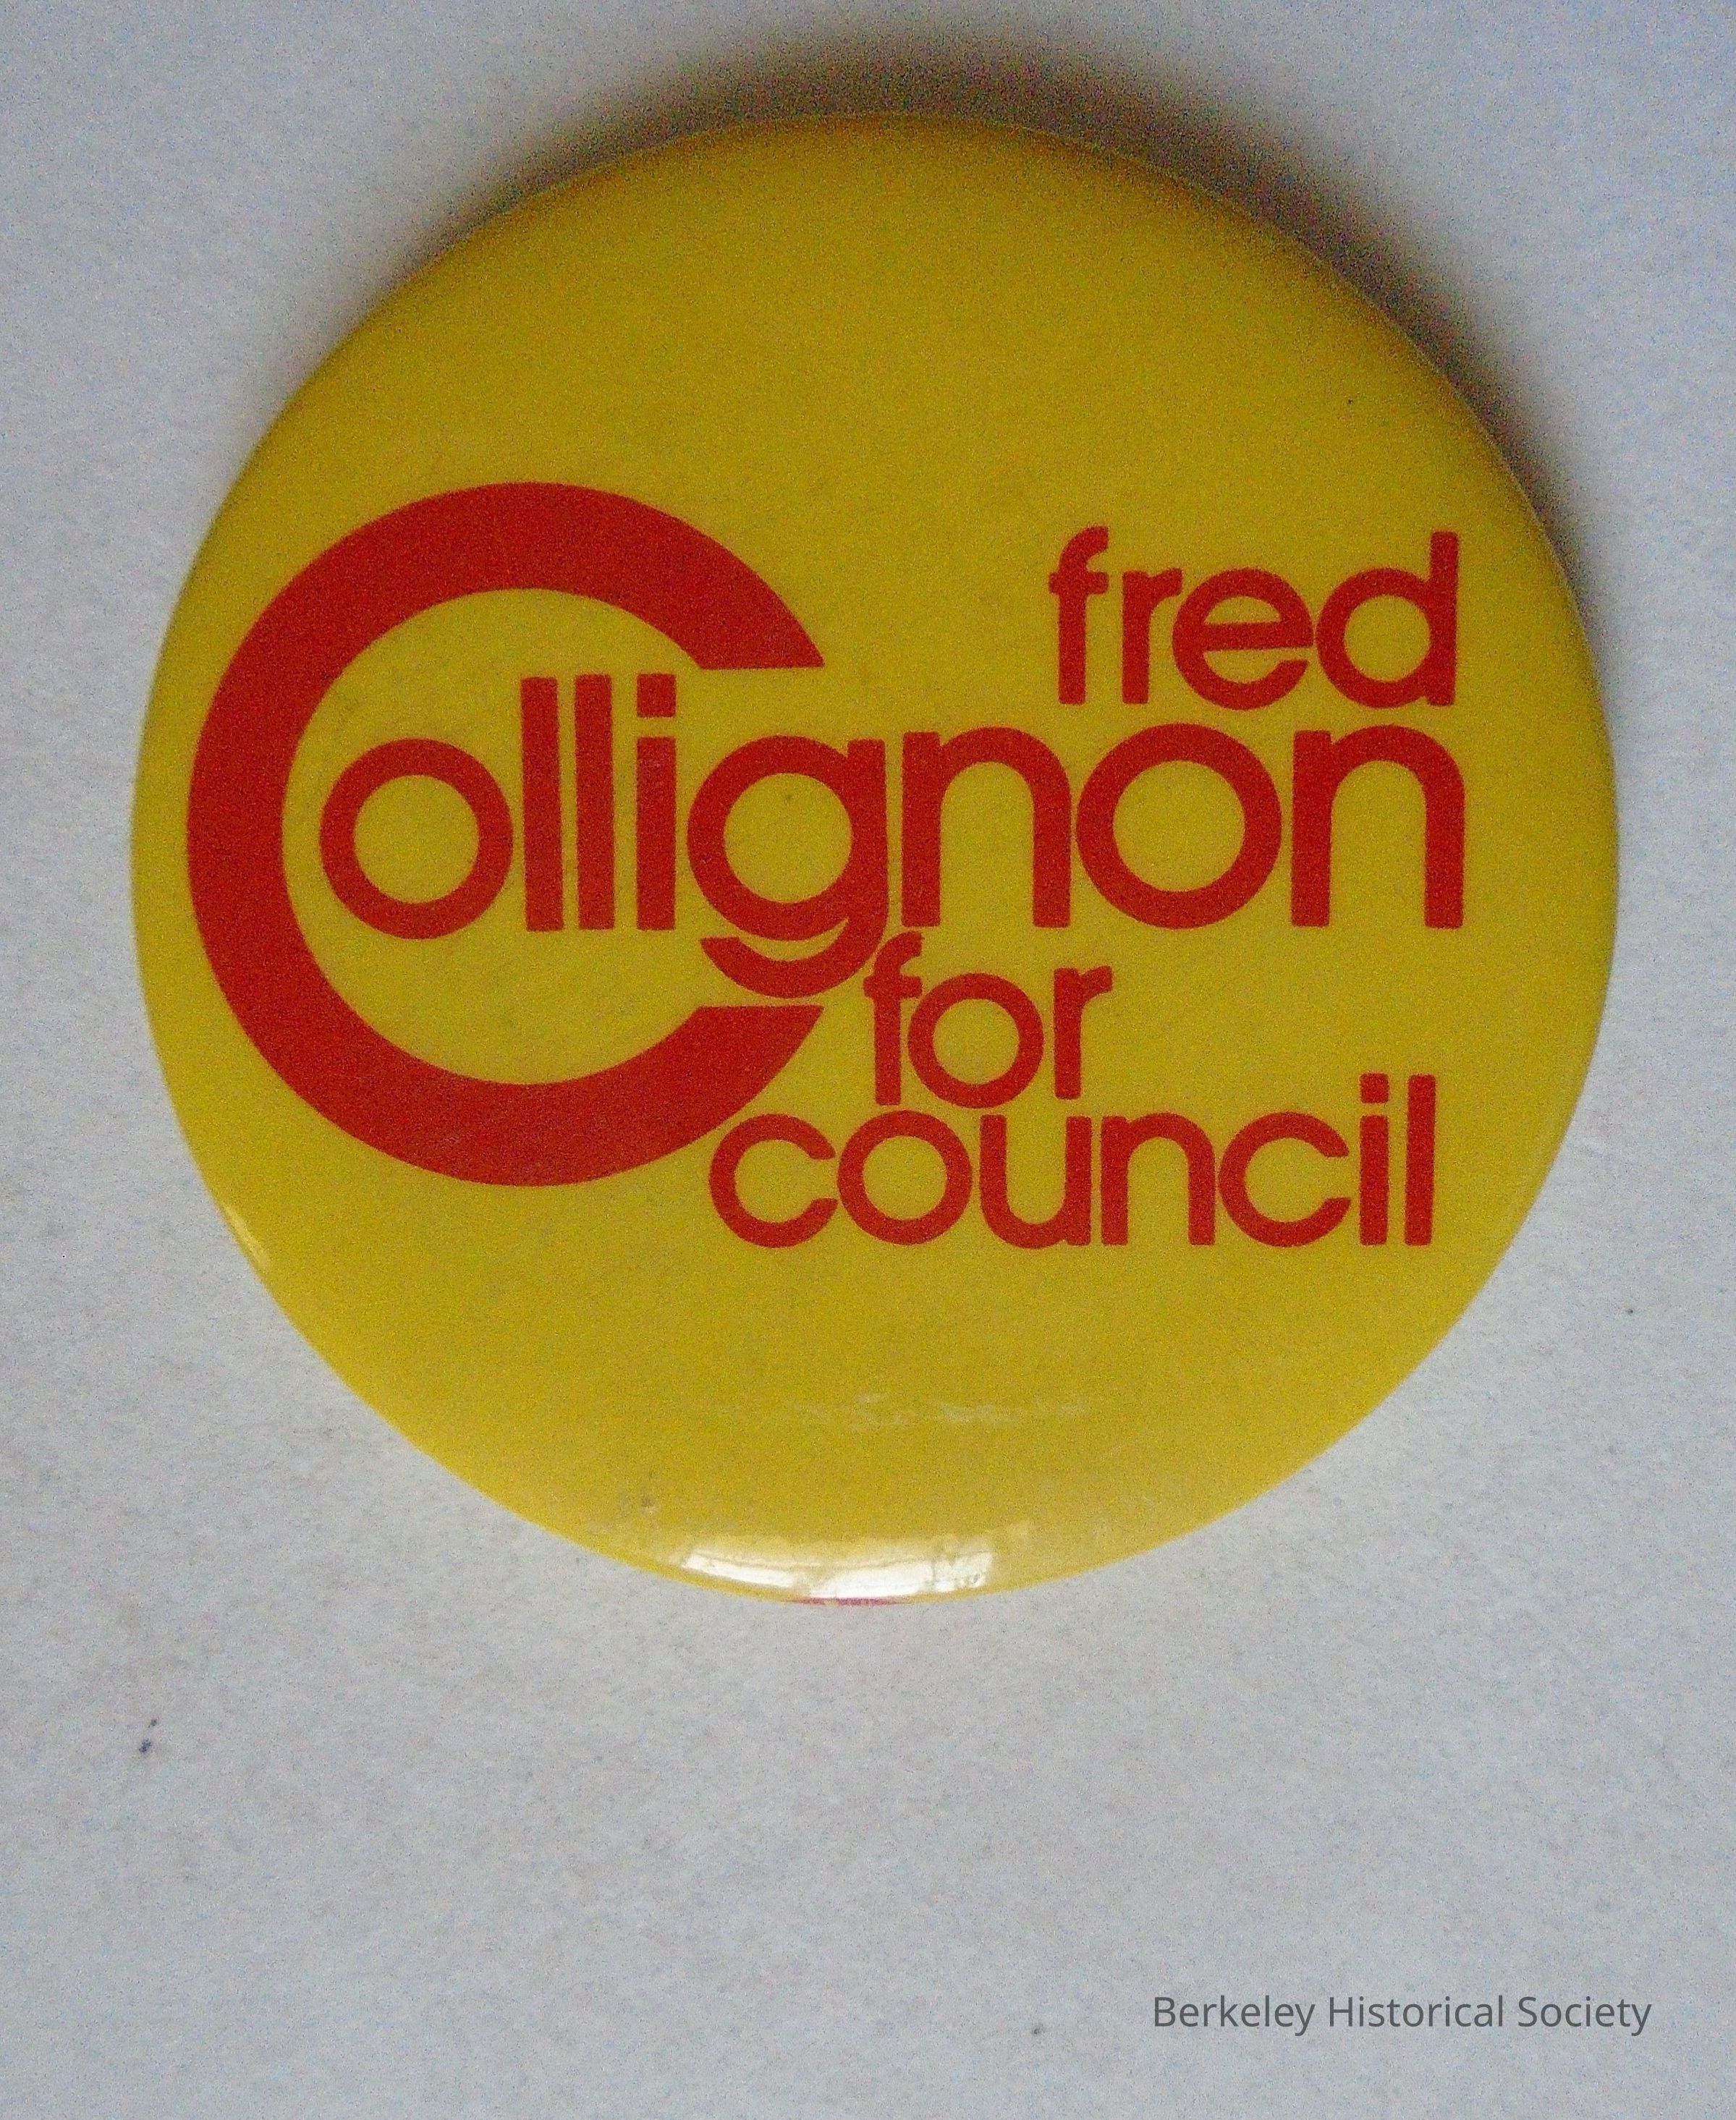 fred
Collignon
for
council
Berkeley Historical Society